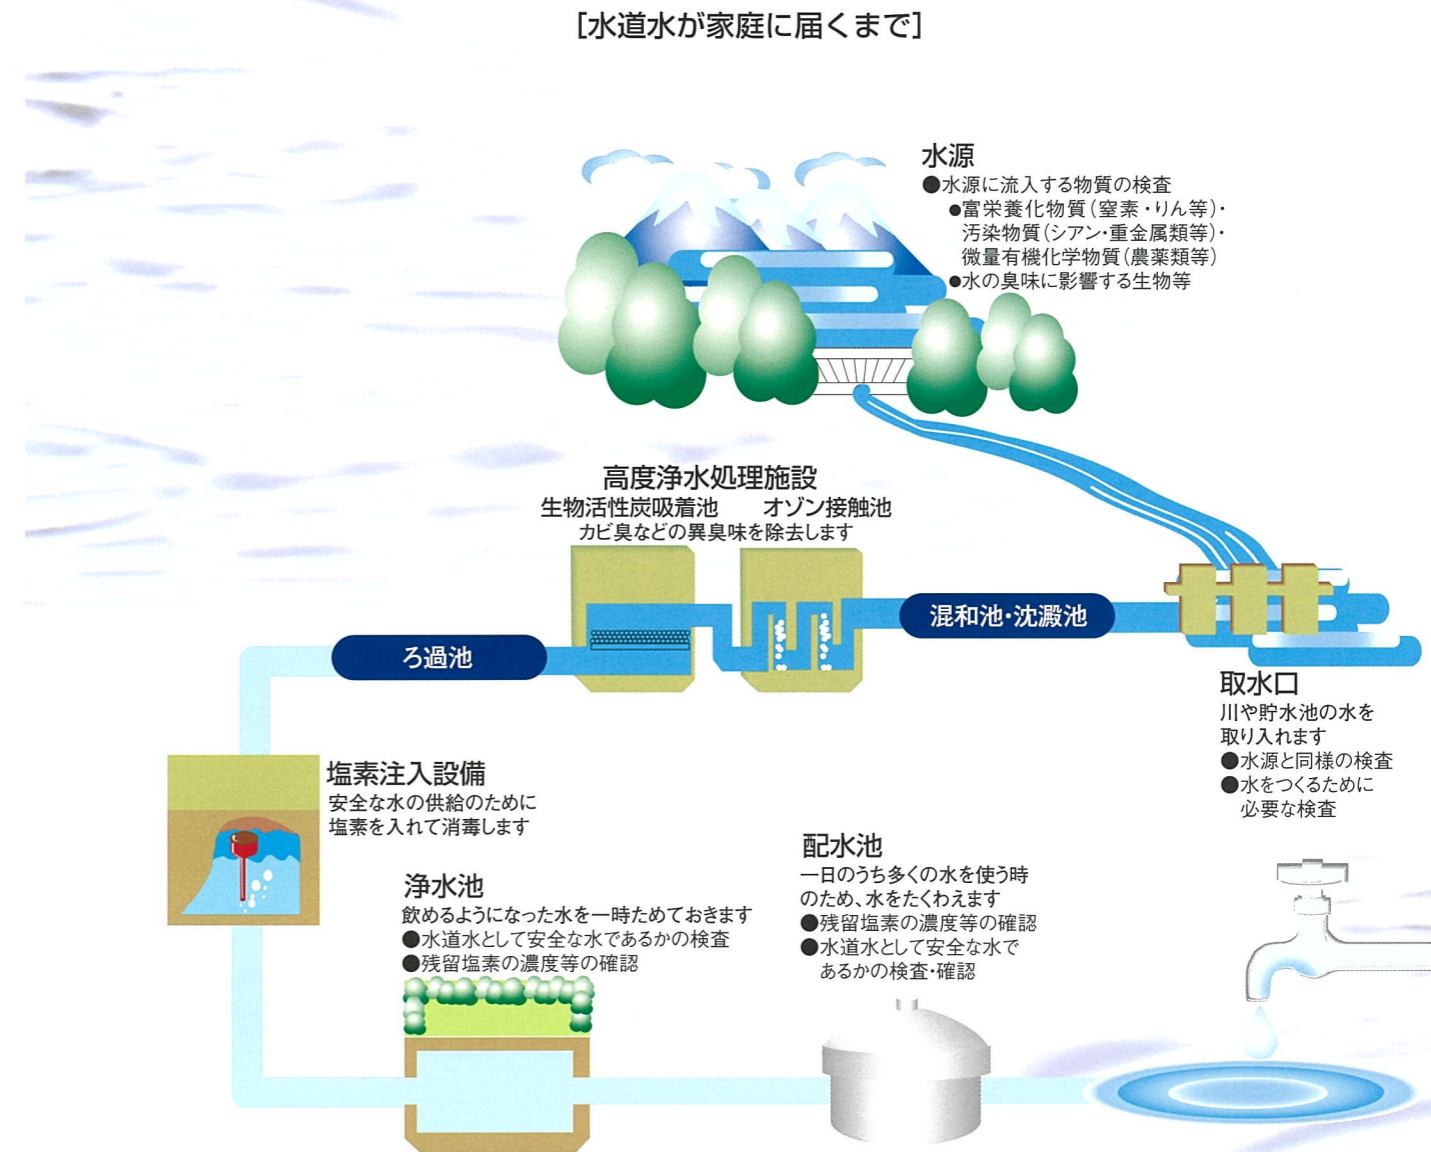 ［水道水が家庭に届くまで］
水源
●水源に流入する物質の検査
●富栄養化物質（窒素・りん等）・
汚染物質（シアン・重金属類等）・
微量有機化学物質（農薬類等）
●水の臭味に影響する生物等
高度浄水処理施設
生物活性炭吸着池　オゾン接触池
カビ臭などの異臭味を除去します
混和池・沈澱池
ろ過池
取水口
川や貯水池の水を
取り入れます
●水源と同様の検査
●水をつくるために
必要な検査
塩素注入設備
安全な水の供給のために
塩素を入れて消毒します
浄水池
飲めるようになった水を一時ためておきます
●水道水として安全な水であるかの検査
●残留塩素の濃度等の確認
配水池
一日のうち多くの水を使う時
のため、水をたくわえます
●残留塩素の濃度等の確認
●水道水として安全な水で
あるかの検査・確認